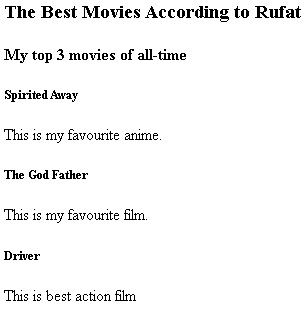 The Best Movies According to Rufat
My top 3 movies of all-time
Spirited Away
This is my favourite anime.
The God Father
This is my favourite film.
Driver
This is best action film